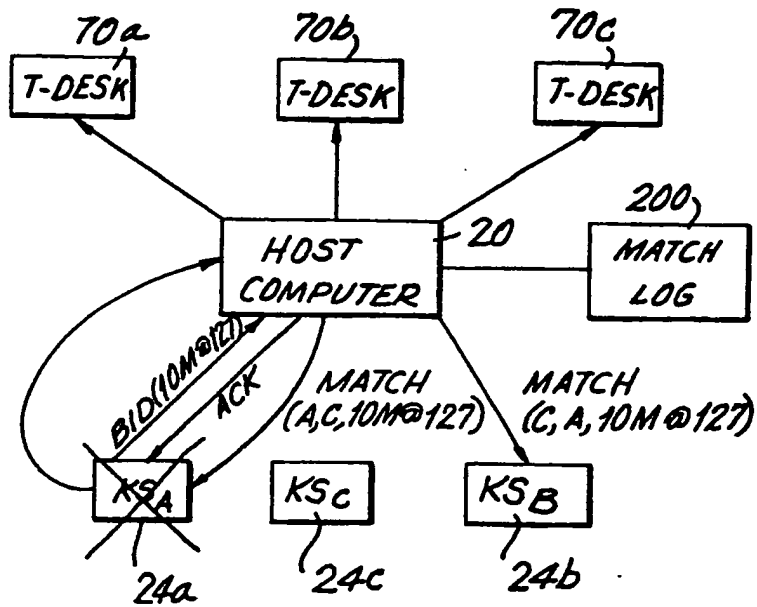 70a 70b 70c
T-DESK T-DESK T-DESK
200
20
HOST
COMPUTER
MATCH
LOG
BID(10M@127)
ACK
MATCH
(A,C,10M@127)
MATCH
(C,A,10M@127)
KSA KSC KSB
24a 24c 24b